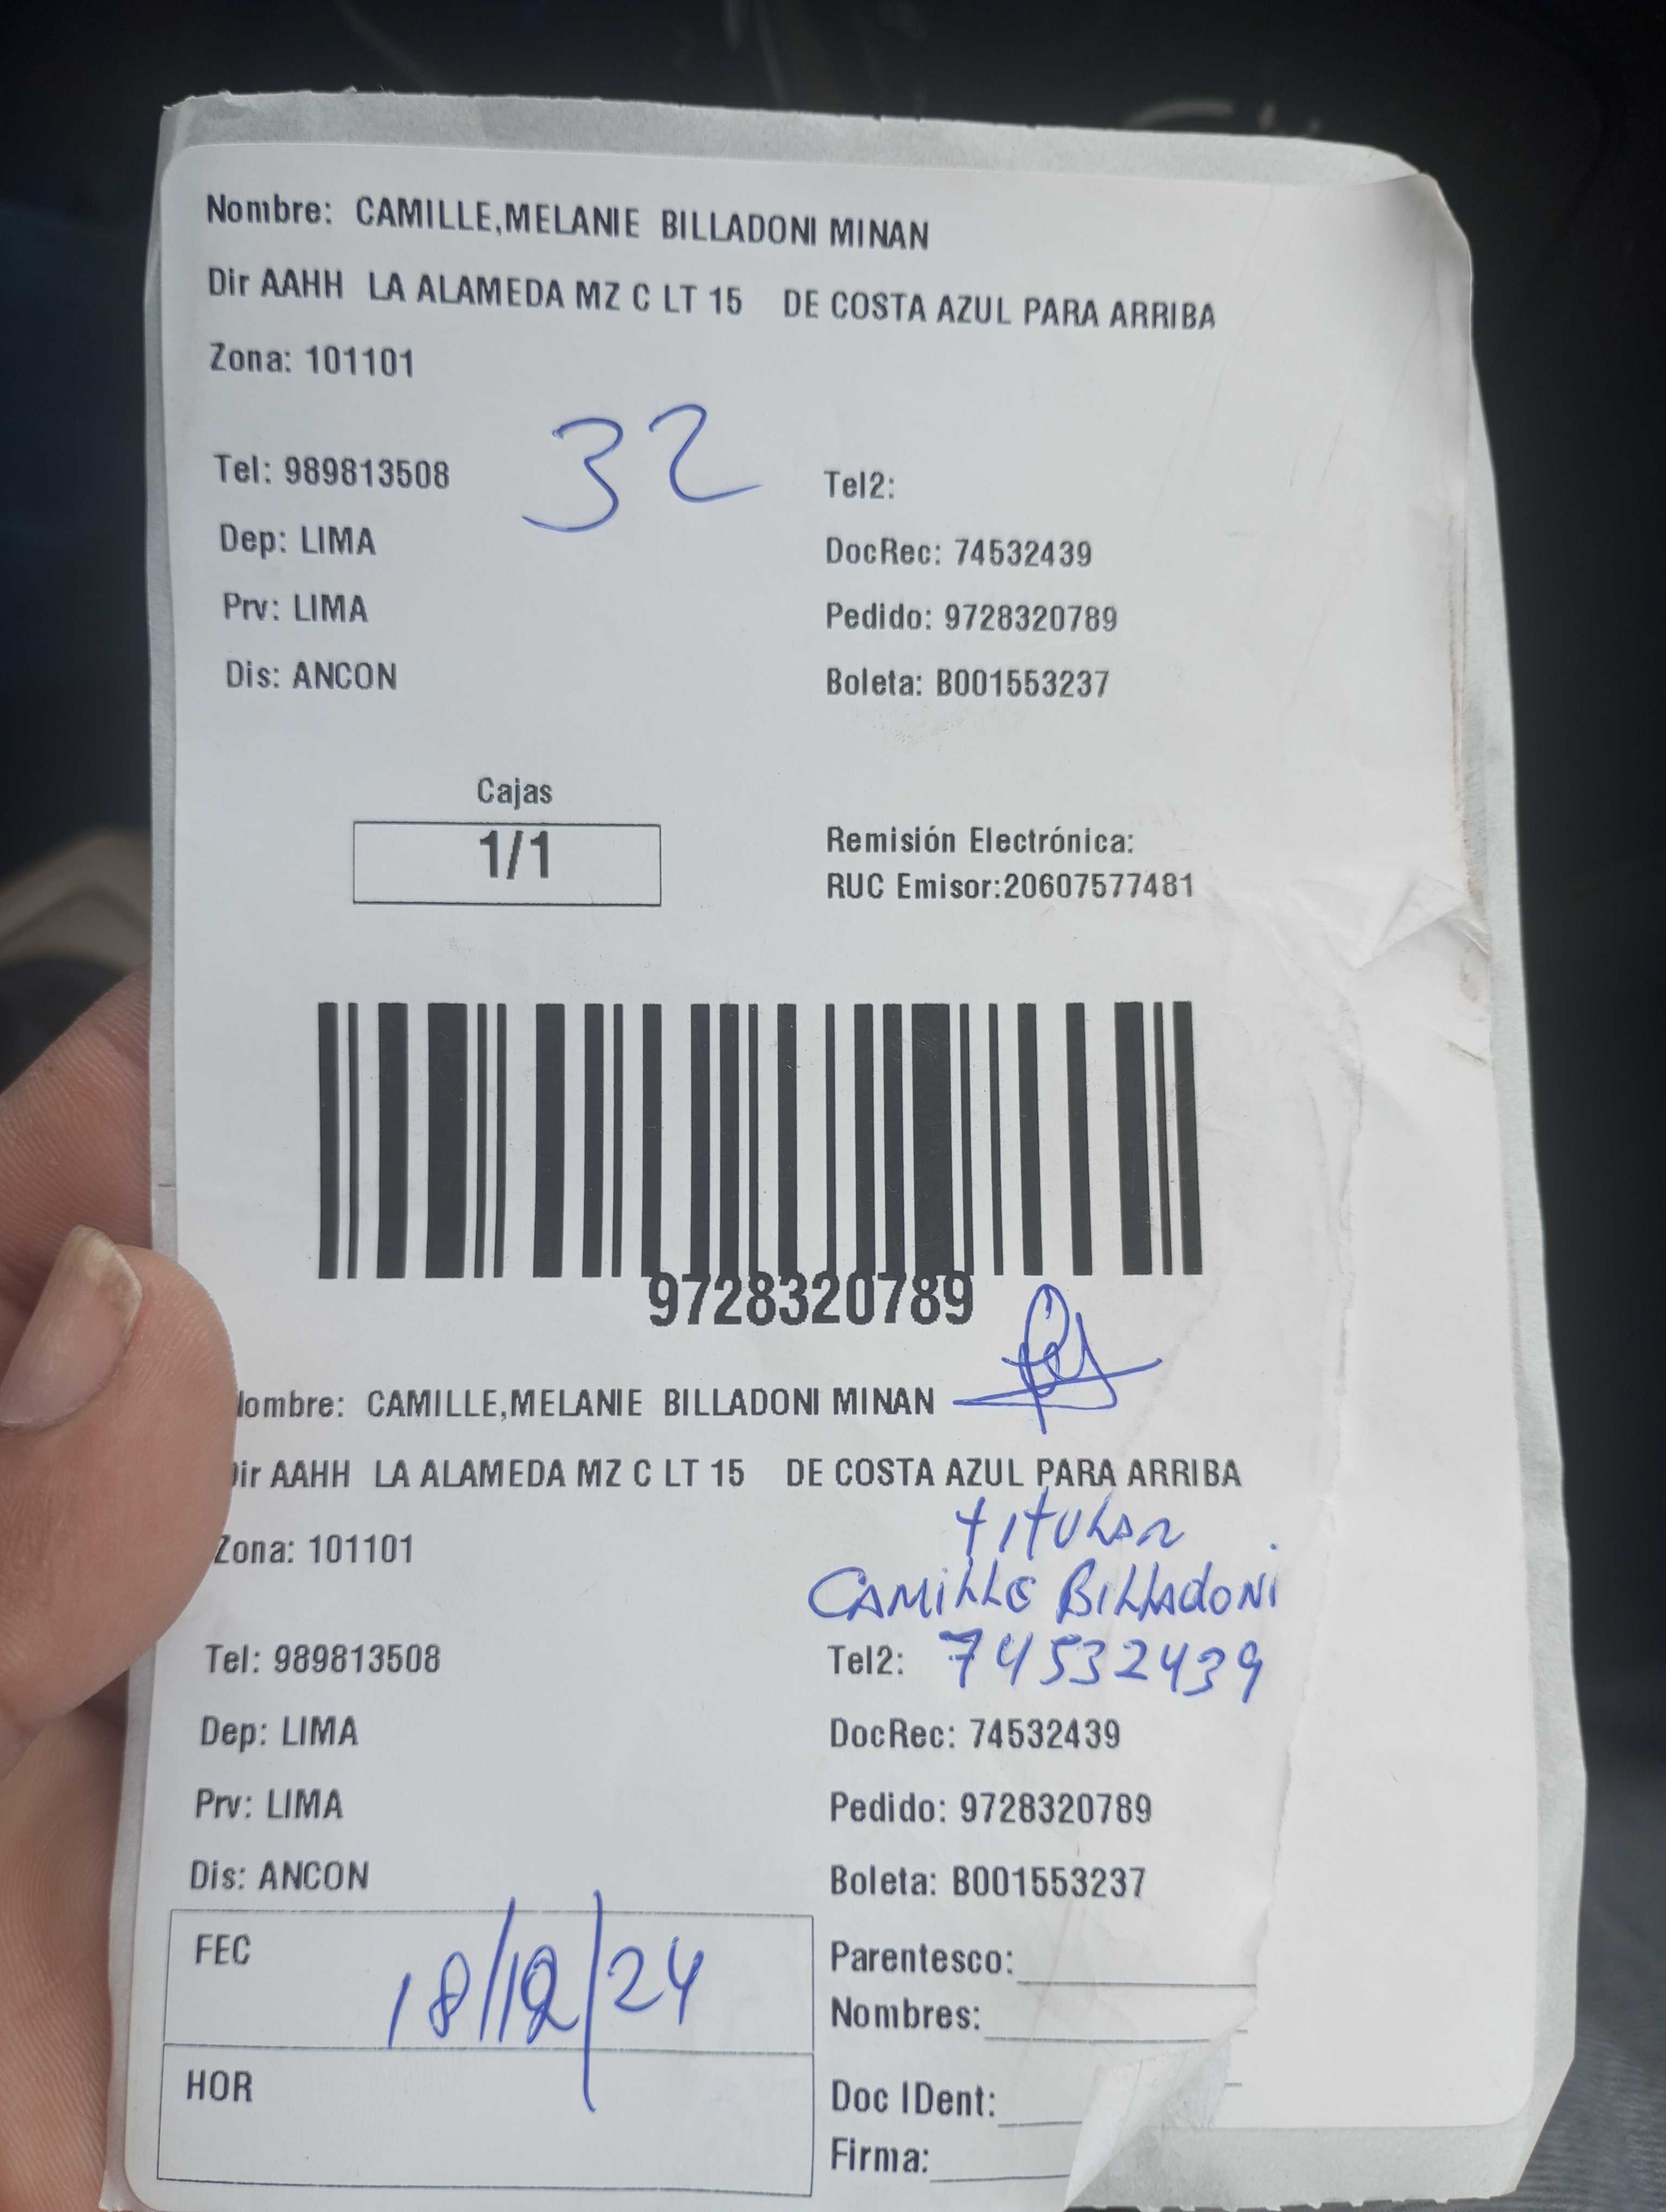 Nombre: CAMILLE,MELANIE BILLADONI MINAN
Dir AAHH LA ALAMEDA MZ C LT 15 DE COSTA AZUL PARA ARRIBA
Zona: 101101
32
Tel: 989813508 Tel2:
Dep: LIMA DocRec: 74532439
Prv: LIMA Pedido: 9728320789
Dis: ANCON Boleta: B001553237
Cajas
1/1
Remisión Electrónica:
RUC Emisor:20607577481
9728320789
ombre: CAMILLE,MELANIE BILLADONI MINAN
ir AAHH LA ALAMEDA MZ C LT 15 DE COSTA AZUL PARA ARRIBA
Zona: 101101
titular
CAMILLE BILLAdONI
Tel: 989813508 Tel2: 74532439
Dep: LIMA DocRec: 74532439
Prv: LIMA Pedido: 9728320789
Dis: ANCON Boleta: B001553237
FEC 18/12/24
HOR
Parentesco:
Nombres:
Doc IDent:
Firma: